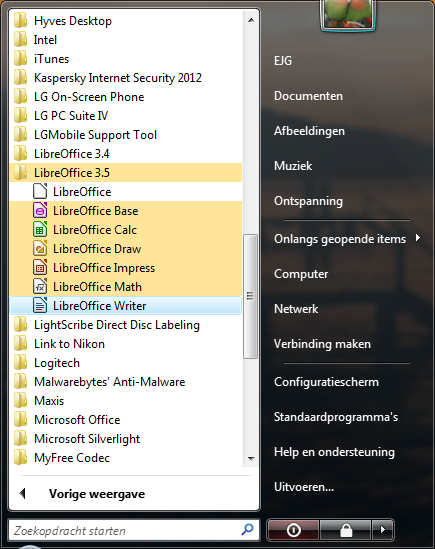 Hyves Desktop
Intel
iTunes
Kaspersky Internet Security 2012
LG On-Screen Phone
LG PC Suite IV
LGMobile Support Tool
LibreOffice 3.4
LibreOffice 3.5
LibreOffice
LibreOffice Base
LibreOffice Calc
LibreOffice Draw
LibreOffice Impress
LibreOffice Math
LibreOffice Writer
LightScribe Direct Disc Labeling
Link to Nikon
Logitech
Malwarebytes' Anti-Malware
Maxis
Microsoft Office
Microsoft Silverlight
MyFree Codec
Vorige weergave
Zoekopdracht starten
EJG
Documenten
Afbeeldingen
Muziek
Ontspanning
Onlangs geopende items
Computer
Netwerk
Verbinding maken
Configuratiescherm
Standaardprogramma's
Help en ondersteuning
Uitvoeren...